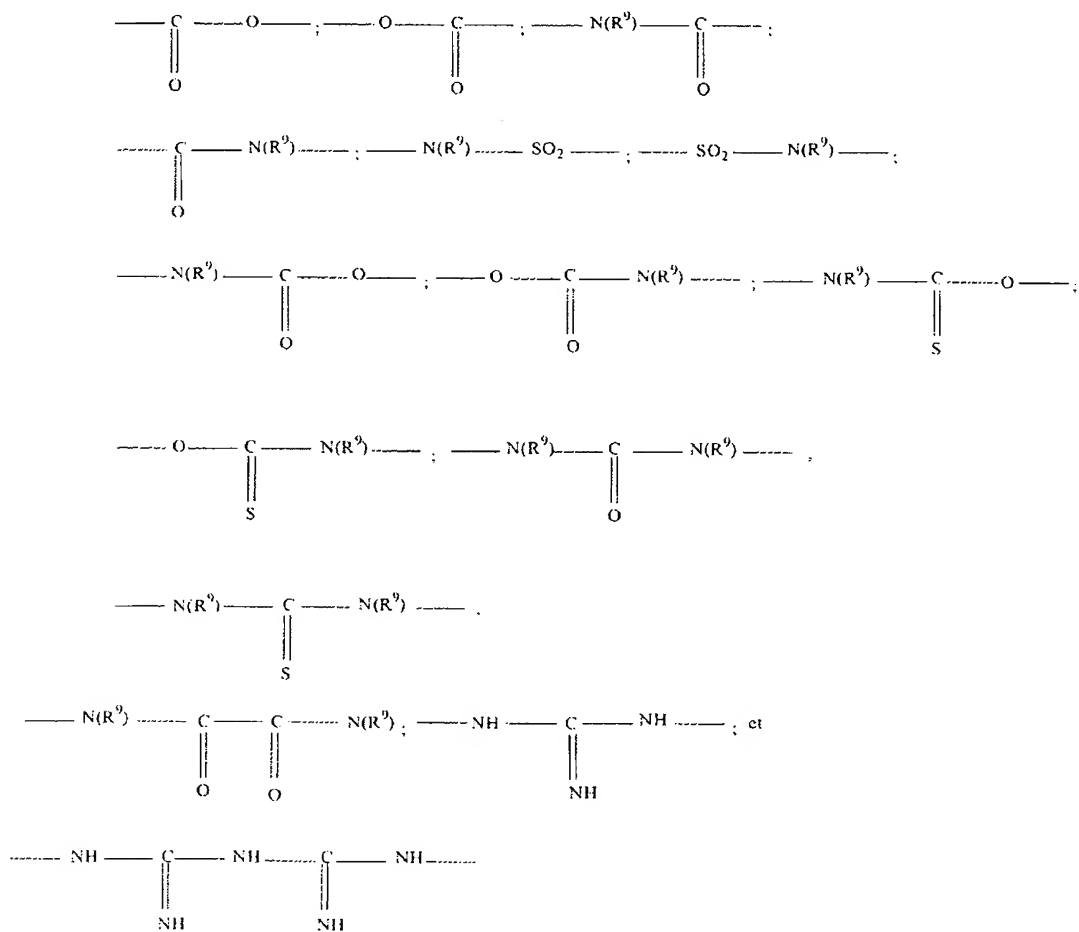 C O ; O C ; N(R⁹) C ;
O O O
C N(R⁹) ; N(R⁹) SO₂ ; SO₂ N(R⁹) ;
O
N(R⁹) C O ; O C N(R⁹) ; N(R⁹) C O ;
O O S
O C N(R⁹) ; N(R⁹) C N(R⁹) ,
S O
N(R⁹) C N(R⁹) .
S
N(R⁹) C C N(R⁹) ; NH C NH ; et
O O NH
NH C NH C NH
NH NH